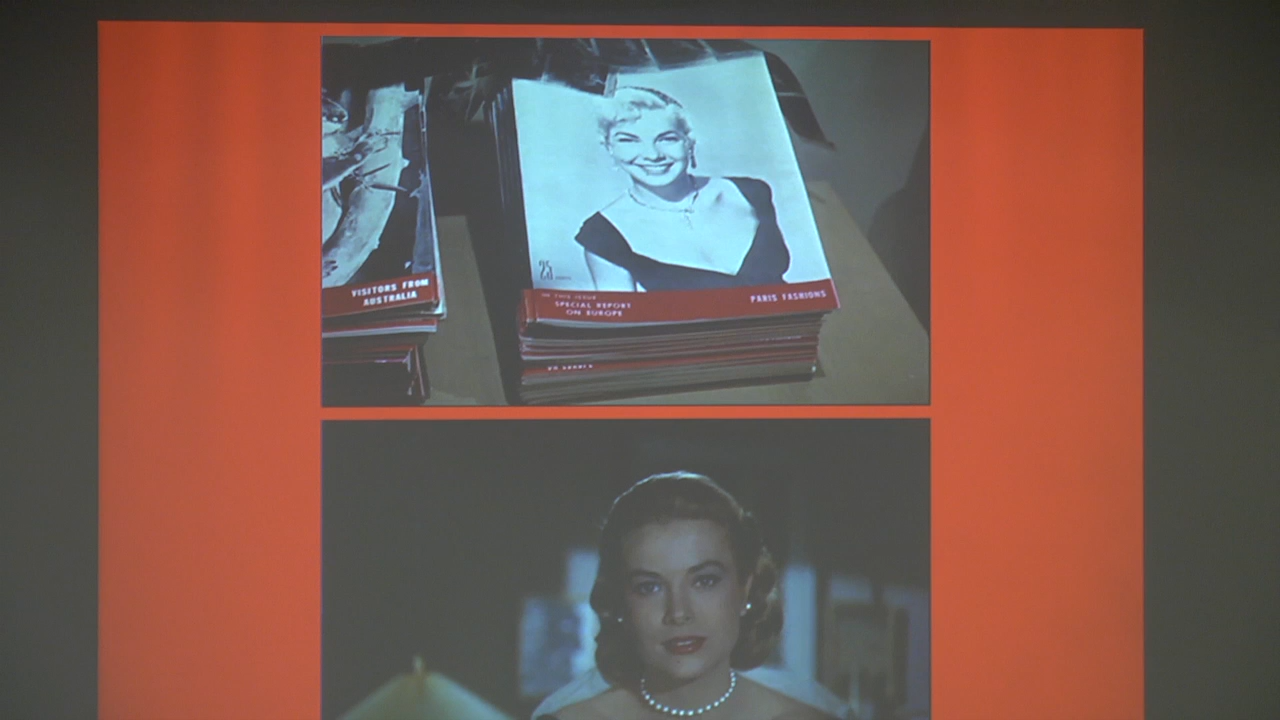 VISITORS FROM
AUSTRALIA
25
IN THIS ISSUE
SPECIAL REPORT
ON EUROPE
PARIS FASHIONS